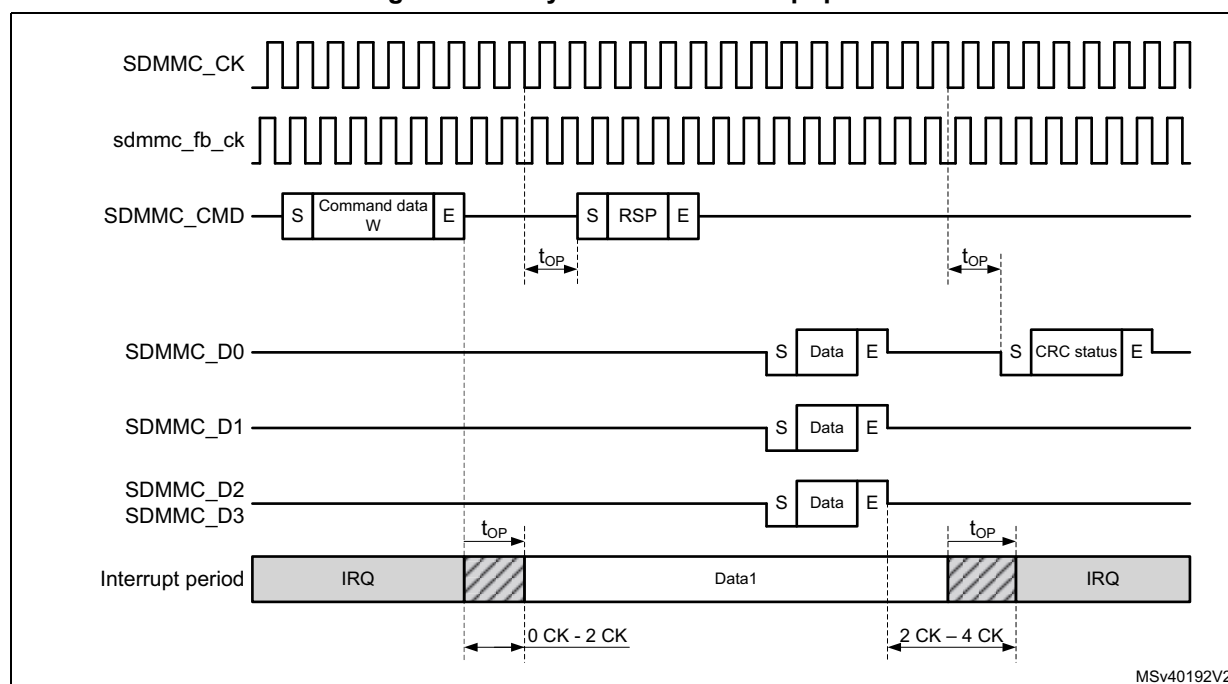 SDMMC_CK
sdmmc_fb_ck
SDMMC_CMD
S
Command data
W
E
S
RSP
E
tOP
tOP
SDMMC_D0
S
Data
E
S
CRC status
E
SDMMC_D1
S
Data
E
SDMMC_D2
SDMMC_D3
S
Data
E
tOP
tOP
Interrupt period
IRQ
Data1
IRQ
0 CK - 2 CK
2 CK – 4 CK
MSv40192V2